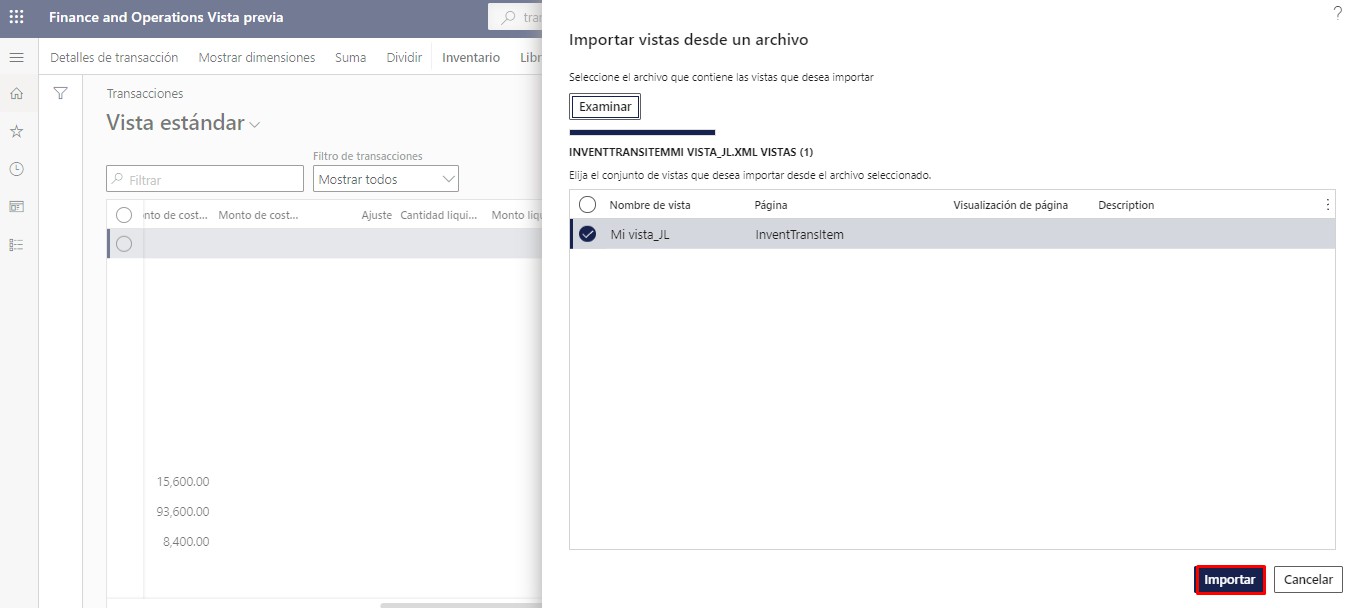 Finance and Operations Vista previa
tra
?
Detalles de transacción
Mostrar dimensiones
Suma
Dividir
Inventario
Libr
Transacciones
Vista estándar
Filtro de transacciones
Filtrar
Mostrar todos
nto de cost...
Monto de cost...
Ajuste
Cantidad liqui...
Monto liqu
15,600.00
93,600.00
8,400.00
Importar vistas desde un archivo
Seleccione el archivo que contiene las vistas que desea importar
Examinar
INVENTTRANSITEMMI VISTA_JL.XML VISTAS (1)
Elija el conjunto de vistas que desea importar desde el archivo seleccionado.
Nombre de vista
Página
Visualización de página
Description
Mi vista_JL
InventTransItem
Importar
Cancelar